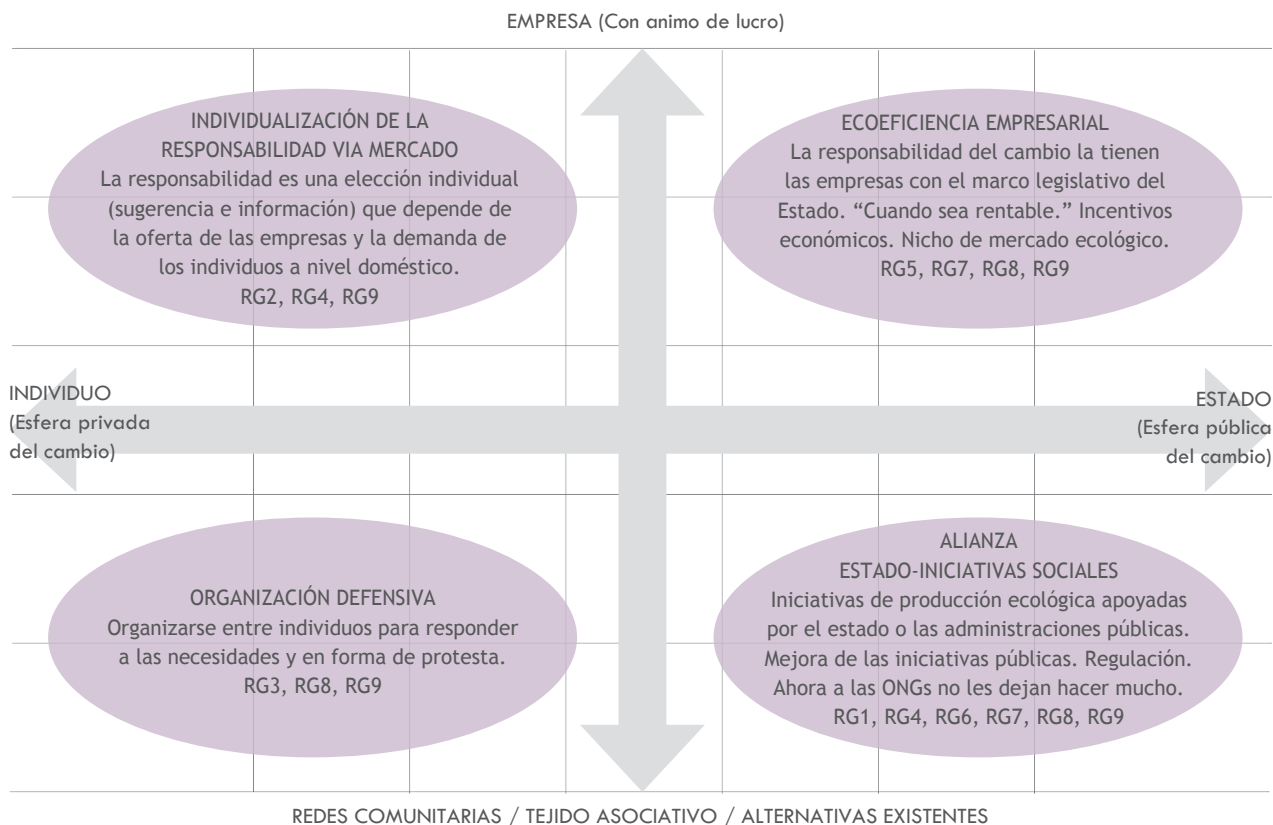 EMPRESA (Con animo de lucro)
INDIVIDUALIZACIÓN DE LA
RESPONSABILIDAD VIA MERCADO
La responsabilidad es una elección individual
(sugerencia e información) que depende de
la oferta de las empresas y la demanda de
los individuos a nivel doméstico.
RG2, RG4, RG9
ECOEFICIENCIA EMPRESARIAL
La responsabilidad del cambio la tienen
las empresas con el marco legislativo del
Estado. “Cuando sea rentable.” Incentivos
económicos. Nicho de mercado ecológico.
RG5, RG7, RG8, RG9
INDIVIDUO
(Esfera privada
del cambio)
ESTADO
(Esfera pública
del cambio)
ORGANIZACIÓN DEFENSIVA
Organizarse entre individuos para responder
a las necesidades y en forma de protesta.
RG3, RG8, RG9
ALIANZA
ESTADO-INICIATIVAS SOCIALES
Iniciativas de producción ecológica apoyadas
por el estado o las administraciones públicas.
Mejora de las iniciativas públicas. Regulación.
Ahora a las ONGs no les dejan hacer mucho.
RG1, RG4, RG6, RG7, RG8, RG9
REDES COMUNITARIAS / TEJIDO ASOCIATIVO / ALTERNATIVAS EXISTENTES